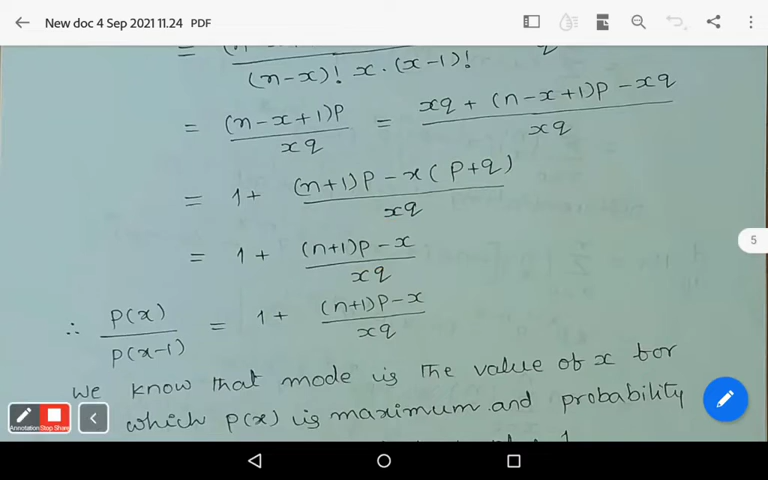 New doc 4 Sep 2021 11.24 PDF
(n-x)! x.(x-1)! q
= (n-x+1)p / xq = xq + (n-x+1)p - xq / xq
= 1 + (n+1)p - x(p+q) / xq
= 1 + (n+1)p - x / xq
∴ p(x) / p(x-1) = 1 + (n+1)p - x / xq
5
we know that mode is the value of x for
which p(x) is maximum and probability
Annotation Stop Share